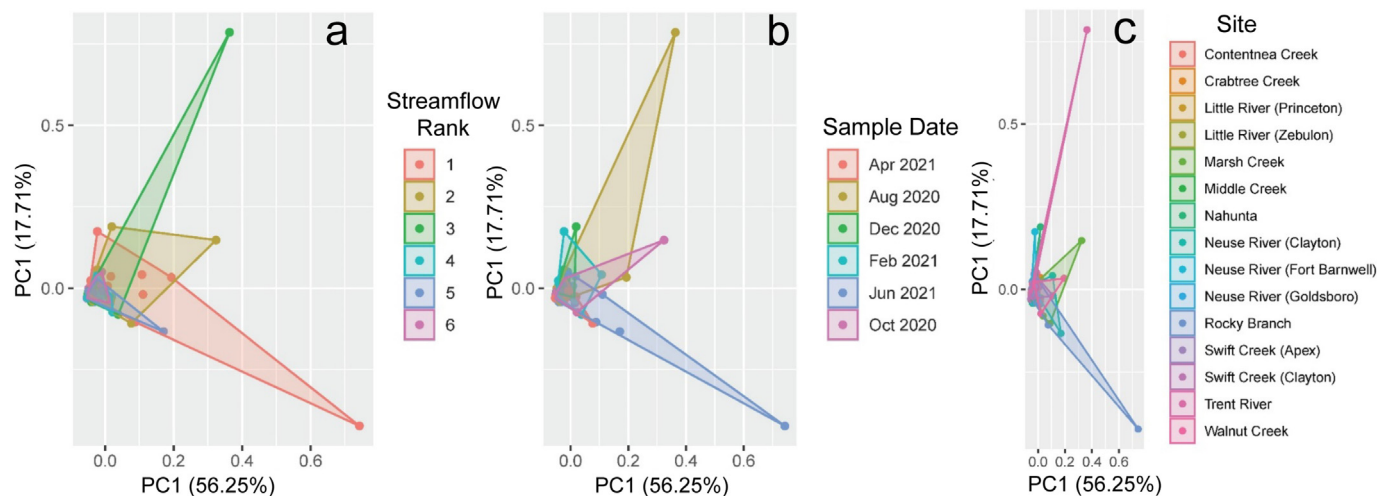 a
0.5
0.0
PC1 (17.71%)
0.0 0.2 0.4 0.6
PC1 (56.25%)
Streamflow
Rank
1
2
3
4
5
6
b
0.5
0.0
PC1 (17.71%)
0.0 0.2 0.4 0.6
PC1 (56.25%)
Sample Date
Apr 2021
Aug 2020
Dec 2020
Feb 2021
Jun 2021
Oct 2020
c
0.5
0.0
PC1 (17.71%)
0.0 0.2 0.4 0.6
PC1 (56.25%)
Site
Contentnea Creek
Crabtree Creek
Little River (Princeton)
Little River (Zebulon)
Marsh Creek
Middle Creek
Nahunta
Neuse River (Clayton)
Neuse River (Fort Barnwell)
Neuse River (Goldsboro)
Rocky Branch
Swift Creek (Apex)
Swift Creek (Clayton)
Trent River
Walnut Creek